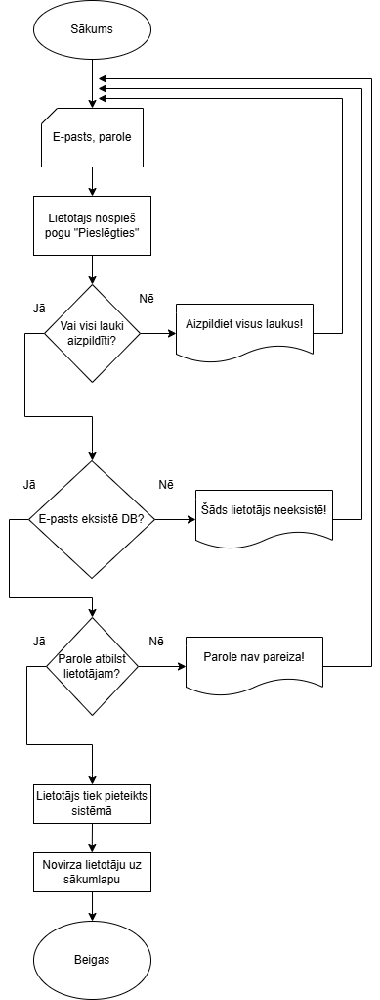 Sākums
E-pasts, parole
Lietotājs nospieš
pogu "Pieslēgties"
Jā
Nē
Vai visi lauki
aizpildīti?
Aizpildiet visus laukus!
Jā
Nē
E-pasts eksistē DB?
Šāds lietotājs neeksistē!
Jā
Nē
Parole atbilst
lietotājam?
Parole nav pareiza!
Lietotājs tiek pieteikts
sistēmā
Novirza lietotāju uz
sākumlapu
Beigas